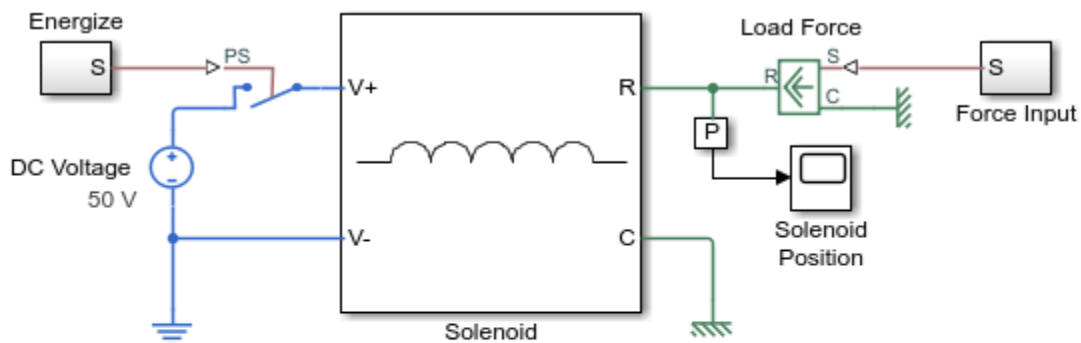 Energize
S
PS
DC Voltage
50 V
V+
V-
R
C
Solenoid
Load Force
R
S
C
P
Solenoid
Position
S
Force Input